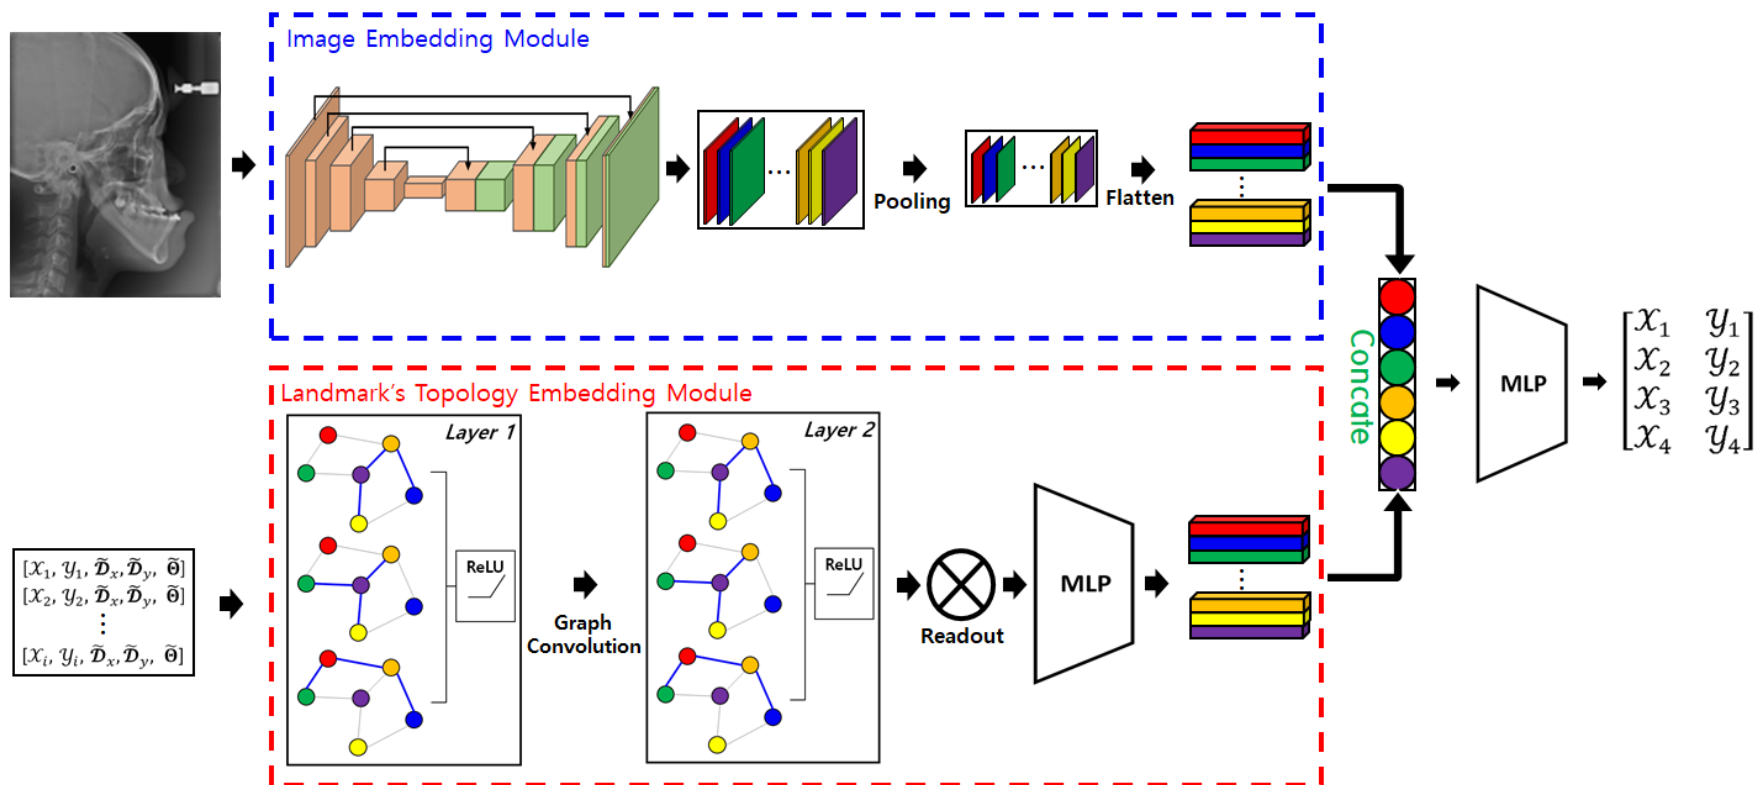 Image Embedding Module
Pooling
Flatten
Landmark's Topology Embedding Module
Layer 1
ReLU
Graph
Convolution
Layer 2
ReLU
Readout
MLP
[𝒳₁, 𝒴₁, 𝓓̃ₓ, 𝓓̃ᵧ, Θ̃]
[𝒳₂, 𝒴₂, 𝓓̃ₓ, 𝓓̃ᵧ, Θ̃]
⋮
[𝒳ᵢ, 𝒴ᵢ, 𝓓̃ₓ, 𝓓̃ᵧ, Θ̃]
Concate
MLP
𝒳₁ 𝒴₁
𝒳₂ 𝒴₂
𝒳₃ 𝒴₃
𝒳₄ 𝒴₄